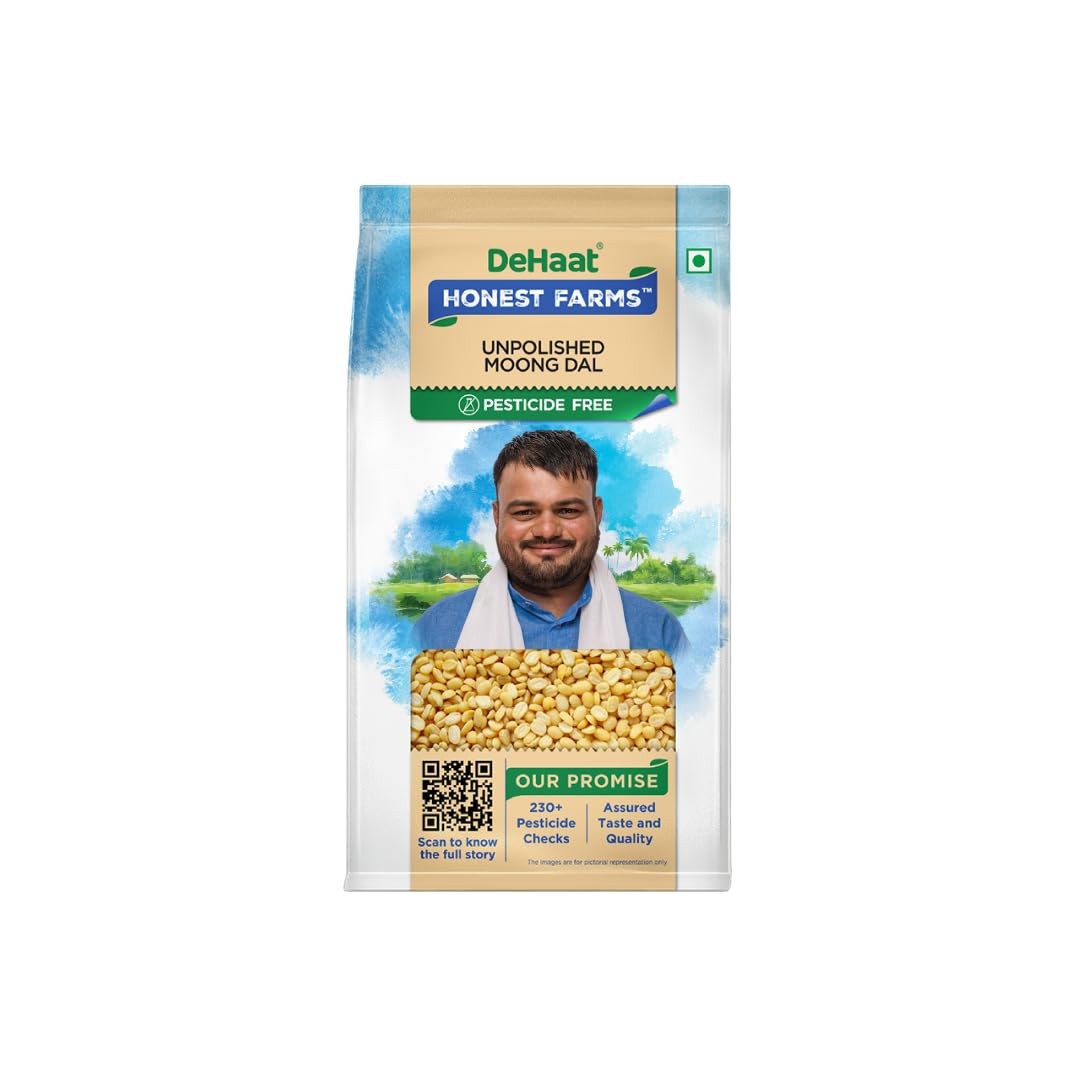 DeHaat®
HONEST FARMS™
UNPOLISHED
MOONG DAL
PESTICIDE FREE
OUR PROMISE
230+
Pesticide
Checks
Assured
Taste and
Quality
Scan to know
the full story
The images are for pictorial representation only